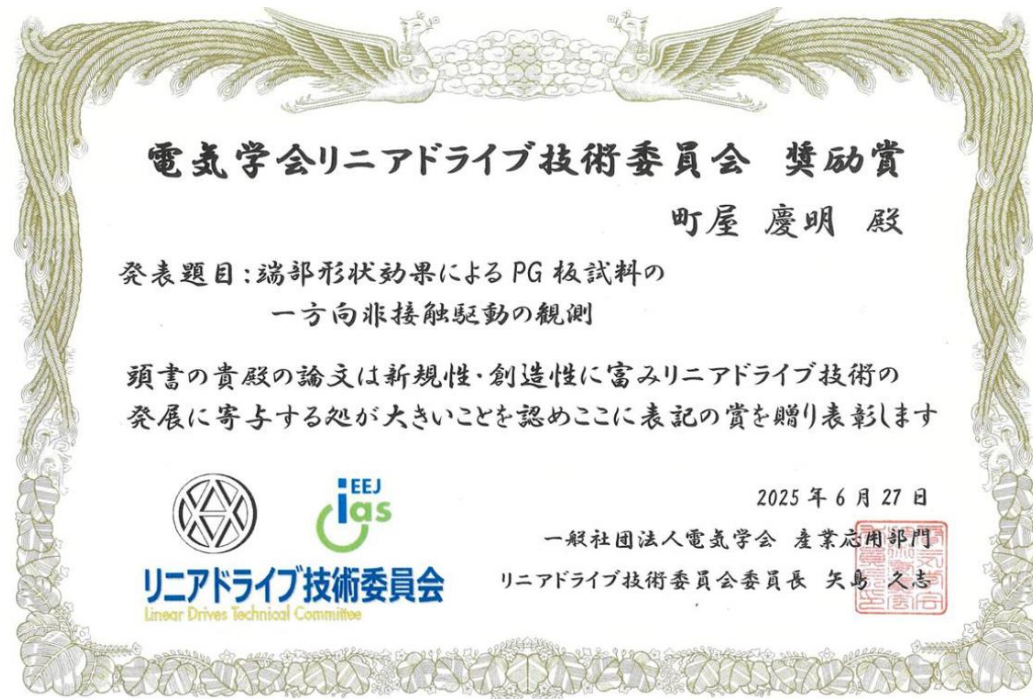 電気学会リニアドライブ技術委員会 奨励賞
町屋 慶明 殿
発表題目:端部形状効果による PG 板試料の
一方向非接触駆動の観測
頭書の貴殿の論文は新規性・創造性に富みリニアドライブ技術の
発展に寄与する処が大きいことを認めここに表記の賞を贈り表彰します
IEEJ
ias
リニアドライブ技術委員会
Linear Drives Technical Committee
2025 年 6 月 27 日
一般社団法人電気学会 産業応用部門
リニアドライブ技術委員会委員長 矢島 久志